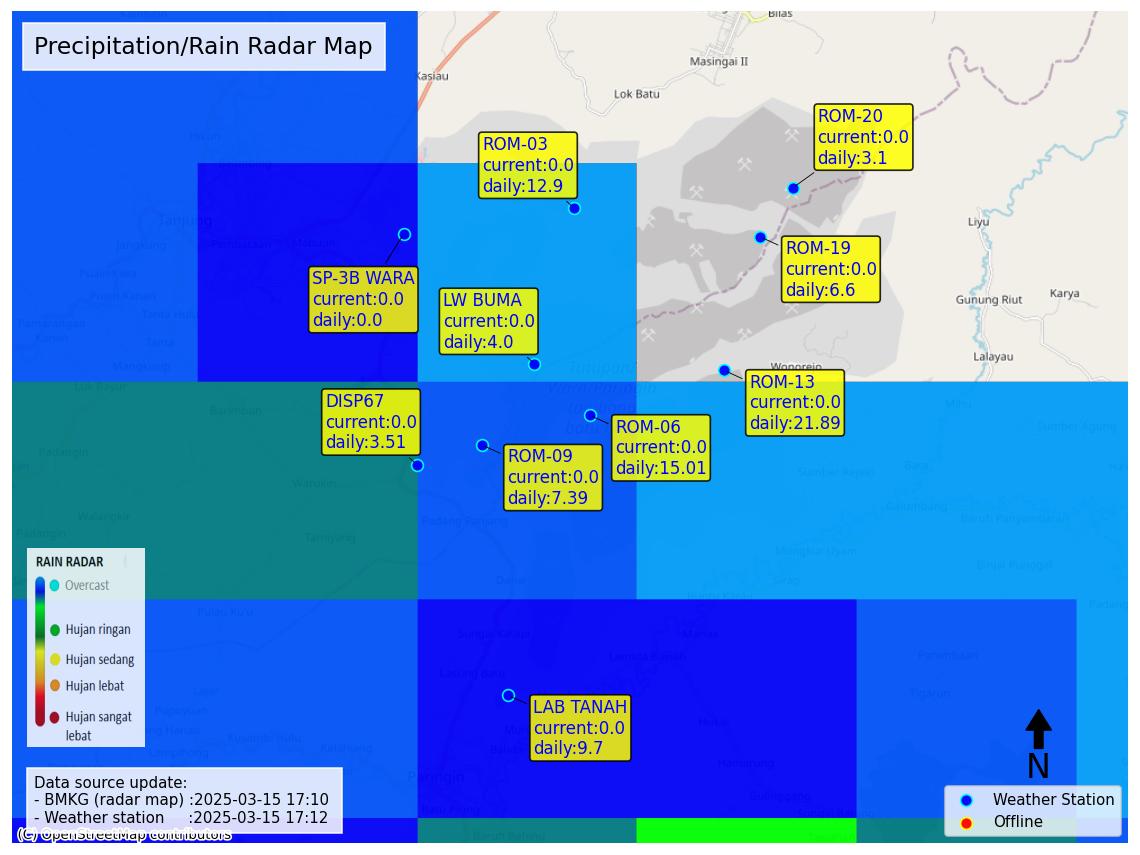 Precipitation/Rain Radar Map
Bilas
Masingai II
Kasiau
Lok Batu
ROM-20
current:0.0
daily:3.1
ROM-03
current:0.0
daily:12.9
Tanjung
Liyu
ROM-19
current:0.0
daily:6.6
SP-3B WARA
current:0.0
daily:0.0
LW BUMA
current:0.0
daily:4.0
Gunung Riut
Karya
Lalayau
Wonorejo
ROM-13
current:0.0
daily:21.89
DISP67
current:0.0
daily:3.51
ROM-06
current:0.0
daily:15.01
ROM-09
current:0.0
daily:7.39
Padang Panjang
RAIN RADAR
Overcast
Hujan ringan
Hujan sedang
Hujan lebat
Hujan sangat
lebat
LAB TANAH
current:0.0
daily:9.7
Paringin
N
Data source update:
- BMKG (radar map) :2025-03-15 17:10
- Weather station :2025-03-15 17:12
Weather Station
Offline
(C) OpenStreetMap contributors